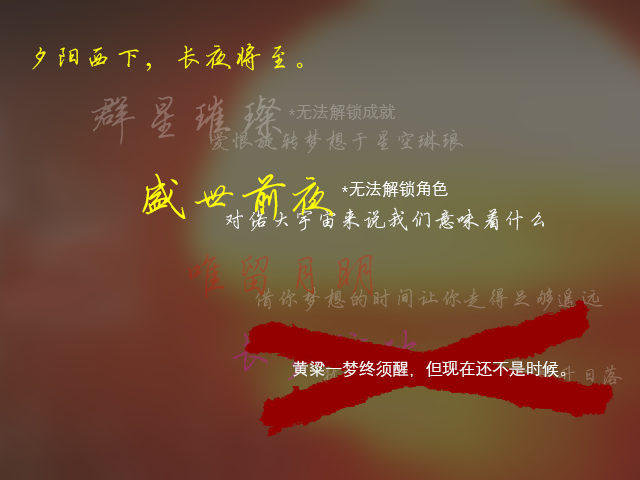 夕阳西下，长夜将至。
群星璀璨 *无法解锁成就
爱恨旋转梦想于星空琳琅
盛世前夜 *无法解锁角色
对偌大宇宙来说我们意味着什么
唯留月明
借你梦想的时间让你走得足够遥远
长
黄粱一梦终须醒，但现在还不是时候。
日落